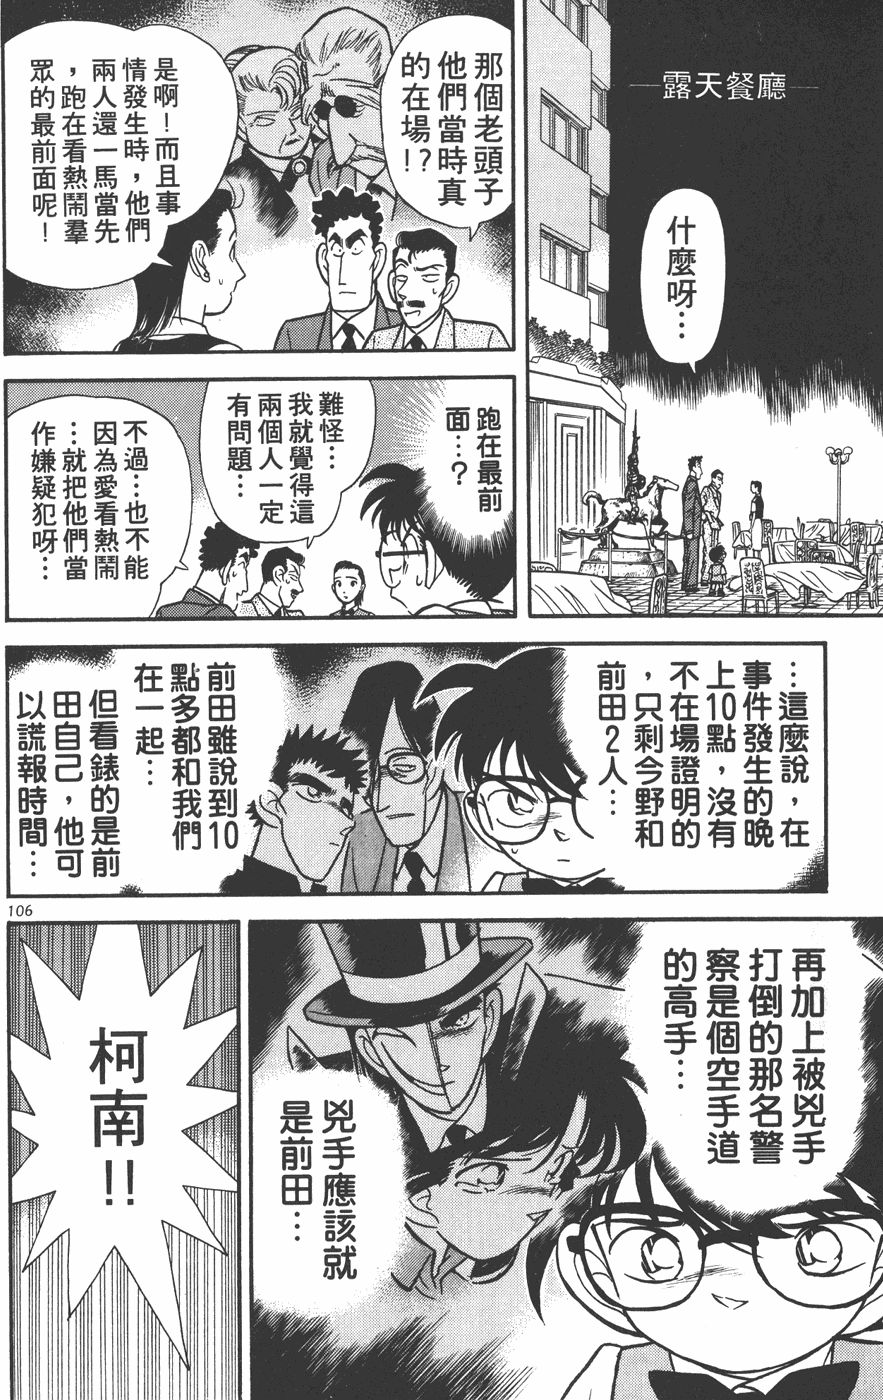 —露天餐廳—
什麼呀…
那個老頭子
他們當時真
的在場!?
是啊!而且事
情發生時,他們
兩人還一馬當先
,跑在看熱鬧羣
眾的最前面呢!
跑在最前
面…?
難怪…
我就覺得這
兩個人一定
有問題…
不過…也不能
因為愛看熱鬧
…就把他們當
作嫌疑犯呀…
…這麼說,在
事件發生的晚
上10點,沒有
不在場證明的
,只剩今野和
前田2人…
前田雖說到10
點多都和我們
在一起…
但看錶的是前
田自己,他可
以謊報時間…
106
再加上被兇手
打倒的那名警
察是個空手道
的高手…
兇手應該就
是前田…
柯南!!